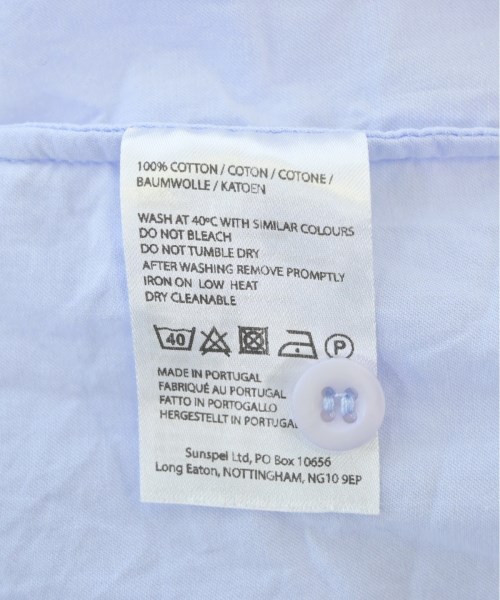 100% COTTON / COTON / COTONE /
BAUMWOLLE / KATOEN
WASH AT 40ºC WITH SIMILAR COLOURS
DO NOT BLEACH
DO NOT TUMBLE DRY
AFTER WASHING REMOVE PROMPTLY
IRON ON LOW HEAT
DRY CLEANABLE
40 P
MADE IN PORTUGAL
FABRIQUÉ AU PORTUGAL
FATTO IN PORTOGALLO
HERGESTELLT IN PORTUGAL
Sunspel Ltd, PO Box 10656
Long Eaton, NOTTINGHAM, NG10 9EP